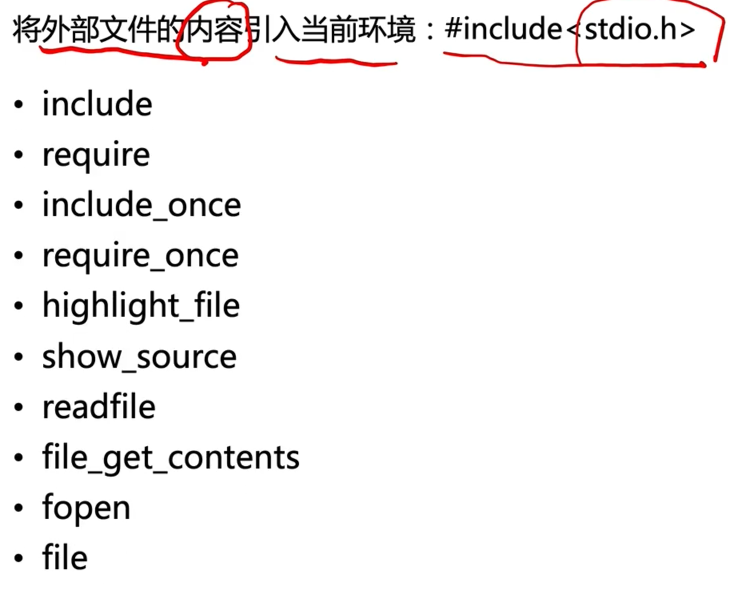 将外部文件的内容引入当前环境：#include<stdio.h>
• include
• require
• include_once
• require_once
• highlight_file
• show_source
• readfile
• file_get_contents
• fopen
• file